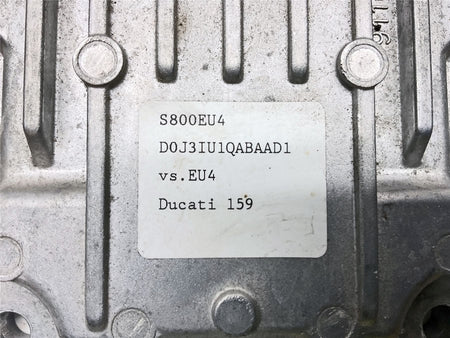 S800EU4
D0J3IU1QABAAD1
vs.EU4
Ducati 159